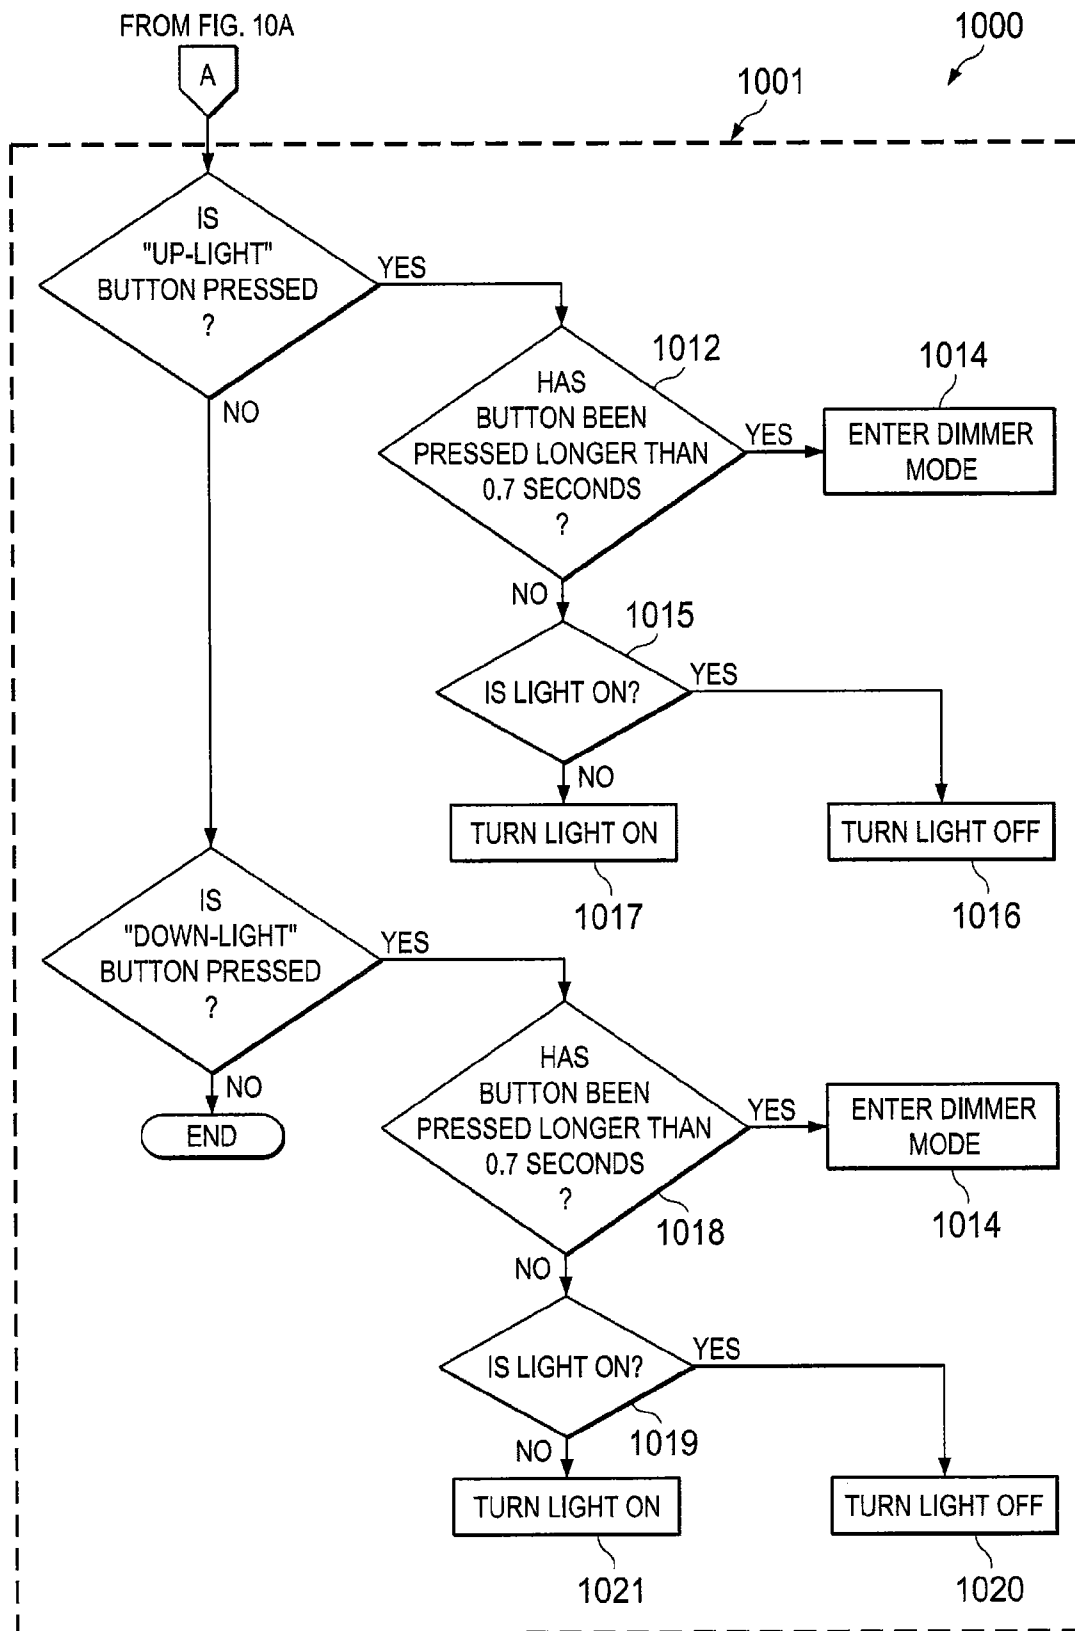 FROM FIG. 10A
A
1000
1001
IS
"UP-LIGHT"
BUTTON PRESSED
?
YES
NO
HAS
BUTTON BEEN
PRESSED LONGER THAN
0.7 SECONDS
?
1012
YES
1014
ENTER DIMMER
MODE
NO
1015
IS LIGHT ON?
YES
NO
TURN LIGHT ON
1017
TURN LIGHT OFF
1016
IS
"DOWN-LIGHT"
BUTTON PRESSED
?
YES
NO
END
HAS
BUTTON BEEN
PRESSED LONGER THAN
0.7 SECONDS
?
1018
YES
ENTER DIMMER
MODE
1014
NO
IS LIGHT ON?
YES
1019
NO
TURN LIGHT ON
1021
TURN LIGHT OFF
1020